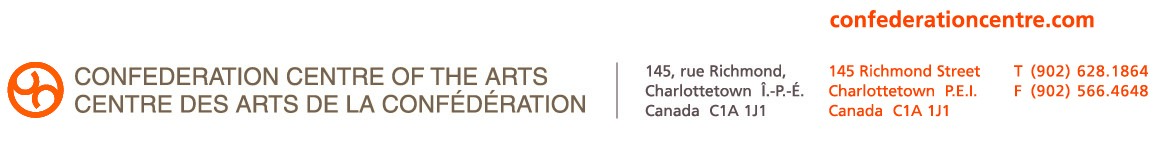 confederationcentre.com
CONFEDERATION CENTRE OF THE ARTS
CENTRE DES ARTS DE LA CONFÉDÉRATION
145, rue Richmond,
Charlottetown Î.-P.-É.
Canada C1A 1J1
145 Richmond Street
Charlottetown P.E.I.
Canada C1A 1J1
T (902) 628.1864
F (902) 566.4648